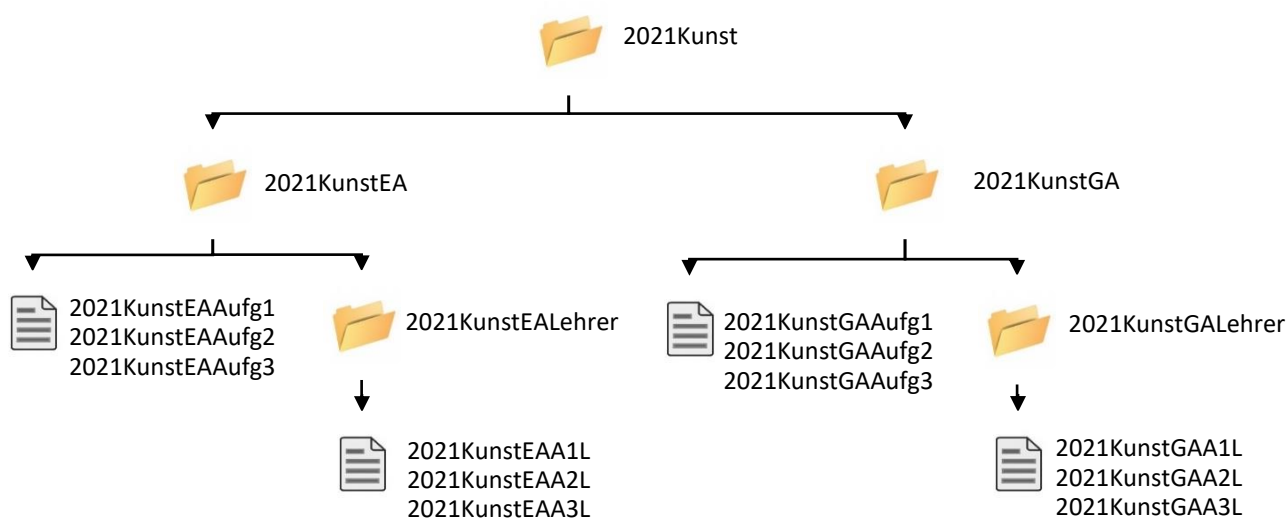 2021Kunst
2021KunstEA
2021KunstGA
2021KunstEAAufg1
2021KunstEAAufg2
2021KunstEAAufg3
2021KunstEALehrer
2021KunstGAAufg1
2021KunstGAAufg2
2021KunstGAAufg3
2021KunstGALehrer
2021KunstEAA1L
2021KunstEAA2L
2021KunstEAA3L
2021KunstGAA1L
2021KunstGAA2L
2021KunstGAA3L